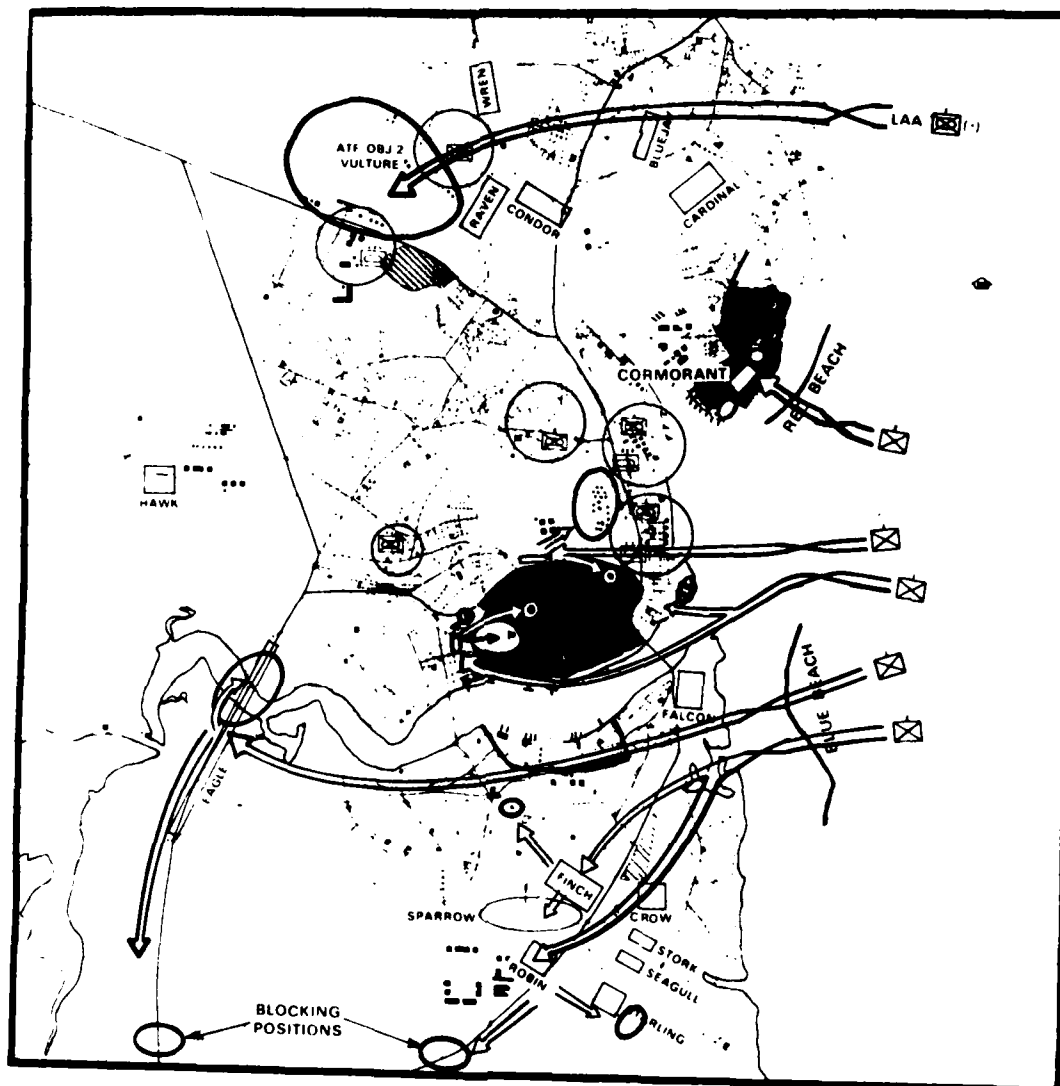 WREN
LAA
(-)
BLUEJAY
ATF OBJ 2
VULTURE
RAVEN
CONDOR
CARDINAL
CORMORANT
RED BEACH
HAWK
FALCON
BLUE BEACH
EAGLE
FINCH
SPARROW
CROW
STORK
SEAGULL
ROBIN
BLOCKING
POSITIONS